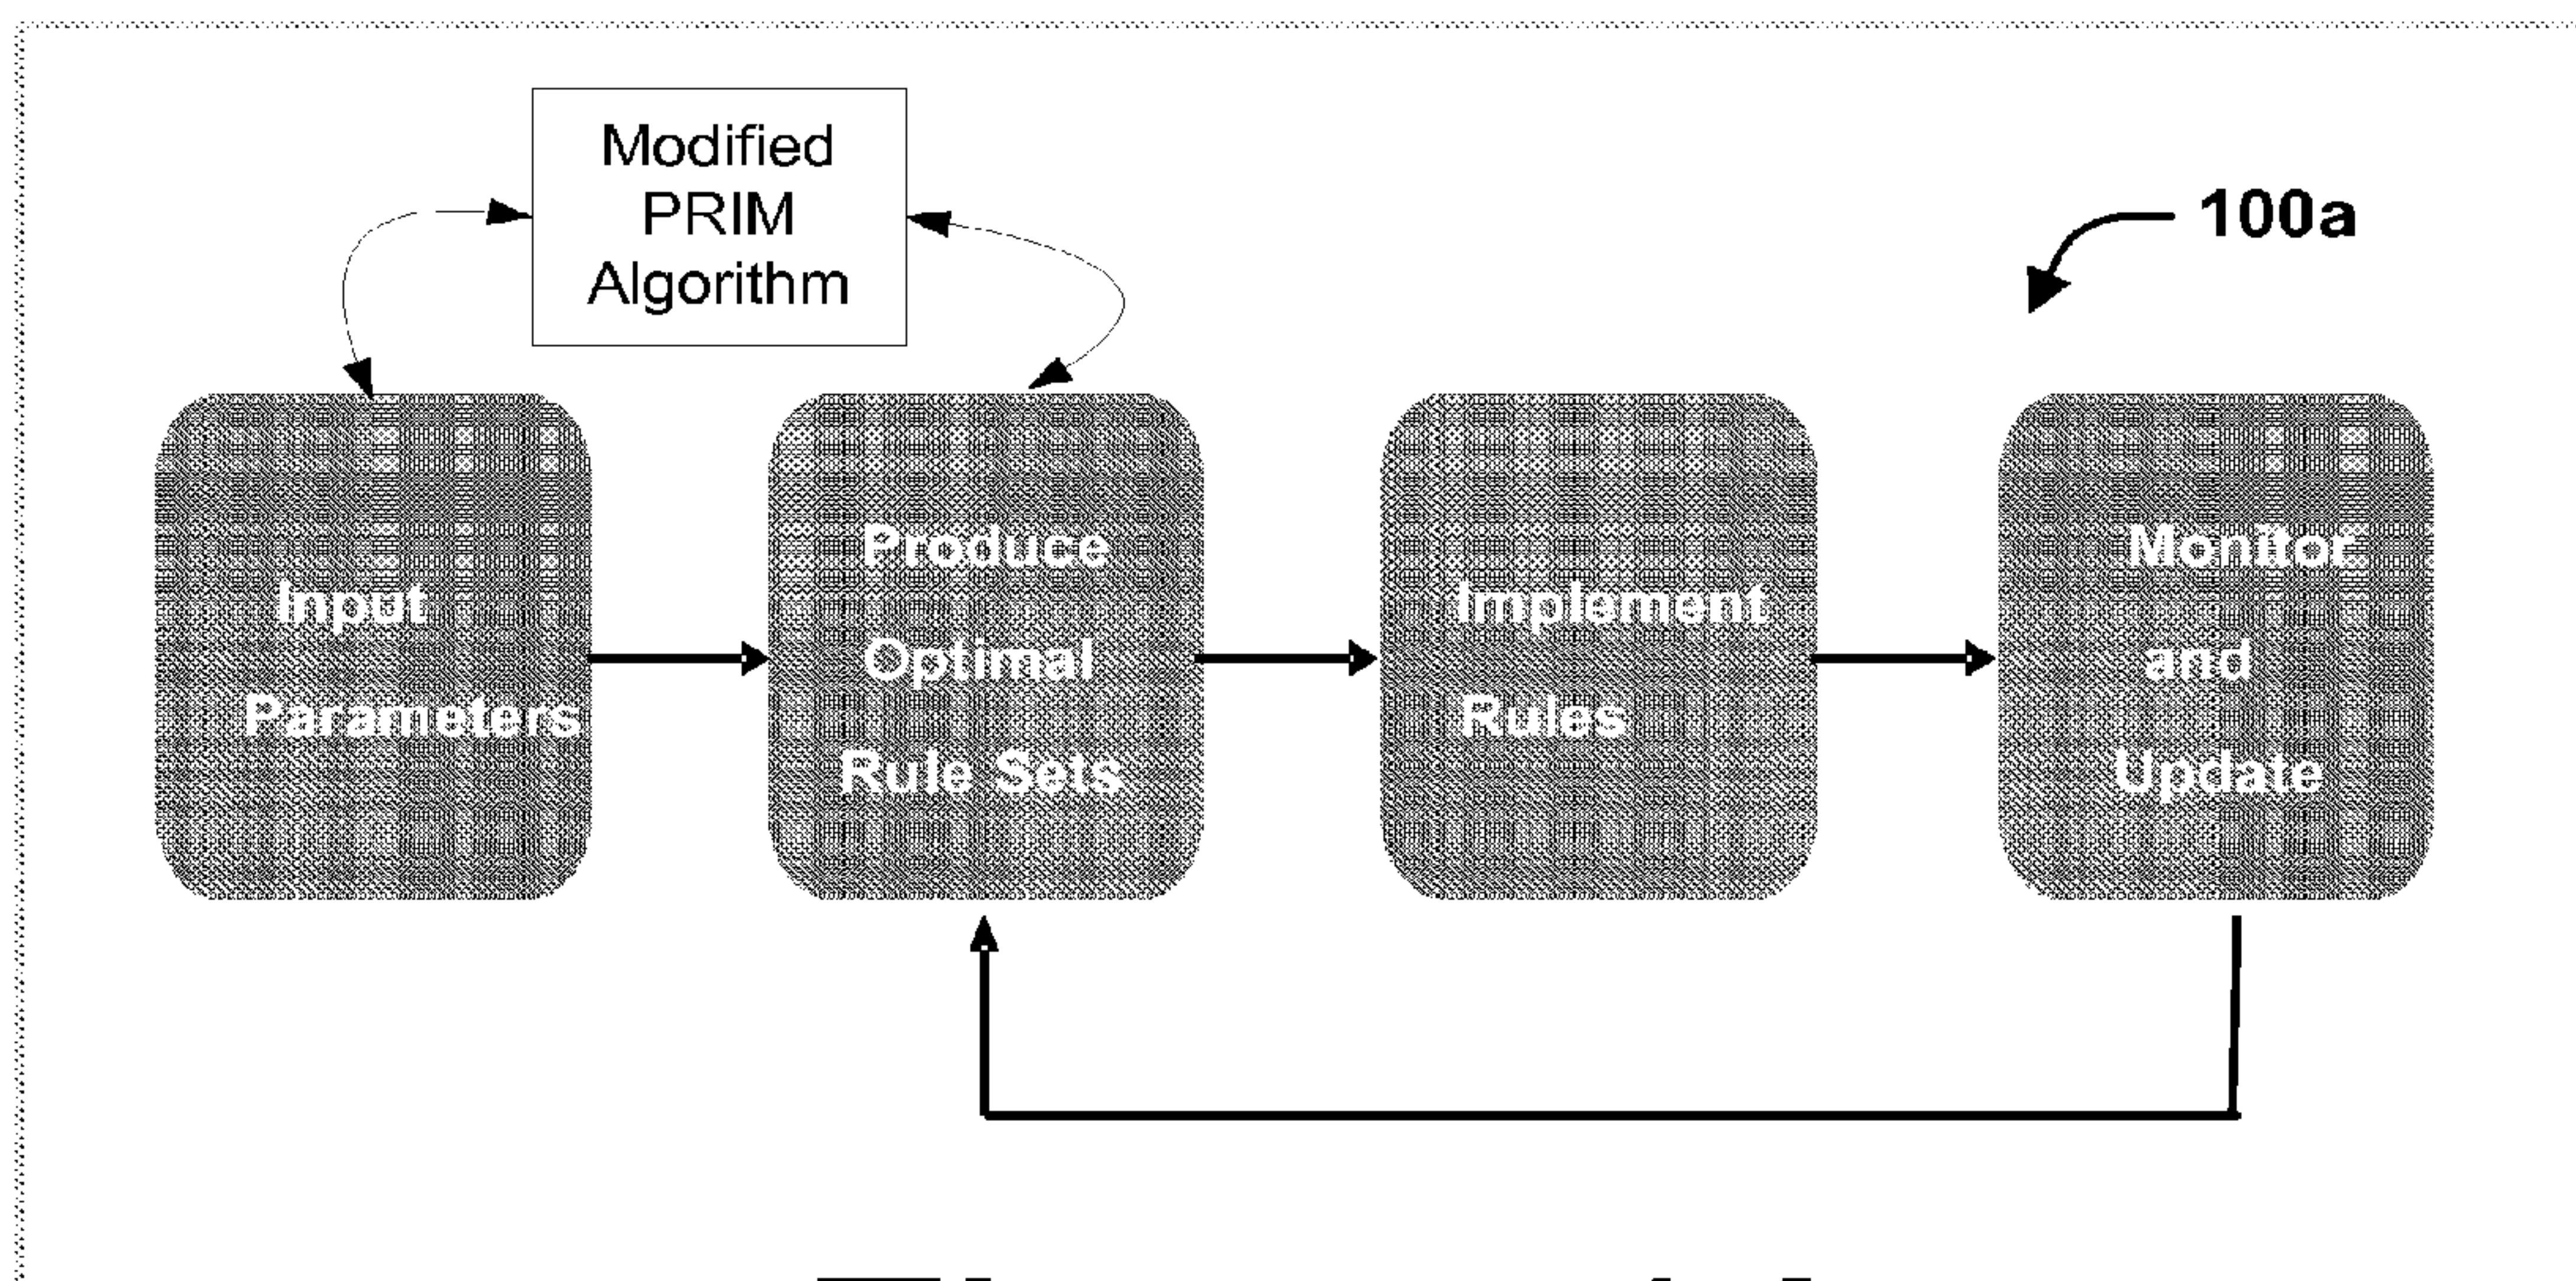 Modified
PRIM
Algorithm
100a
Input
Parameters
Produce
Optimal
Rule Sets
Implement
Rules
Monitor
and
Update